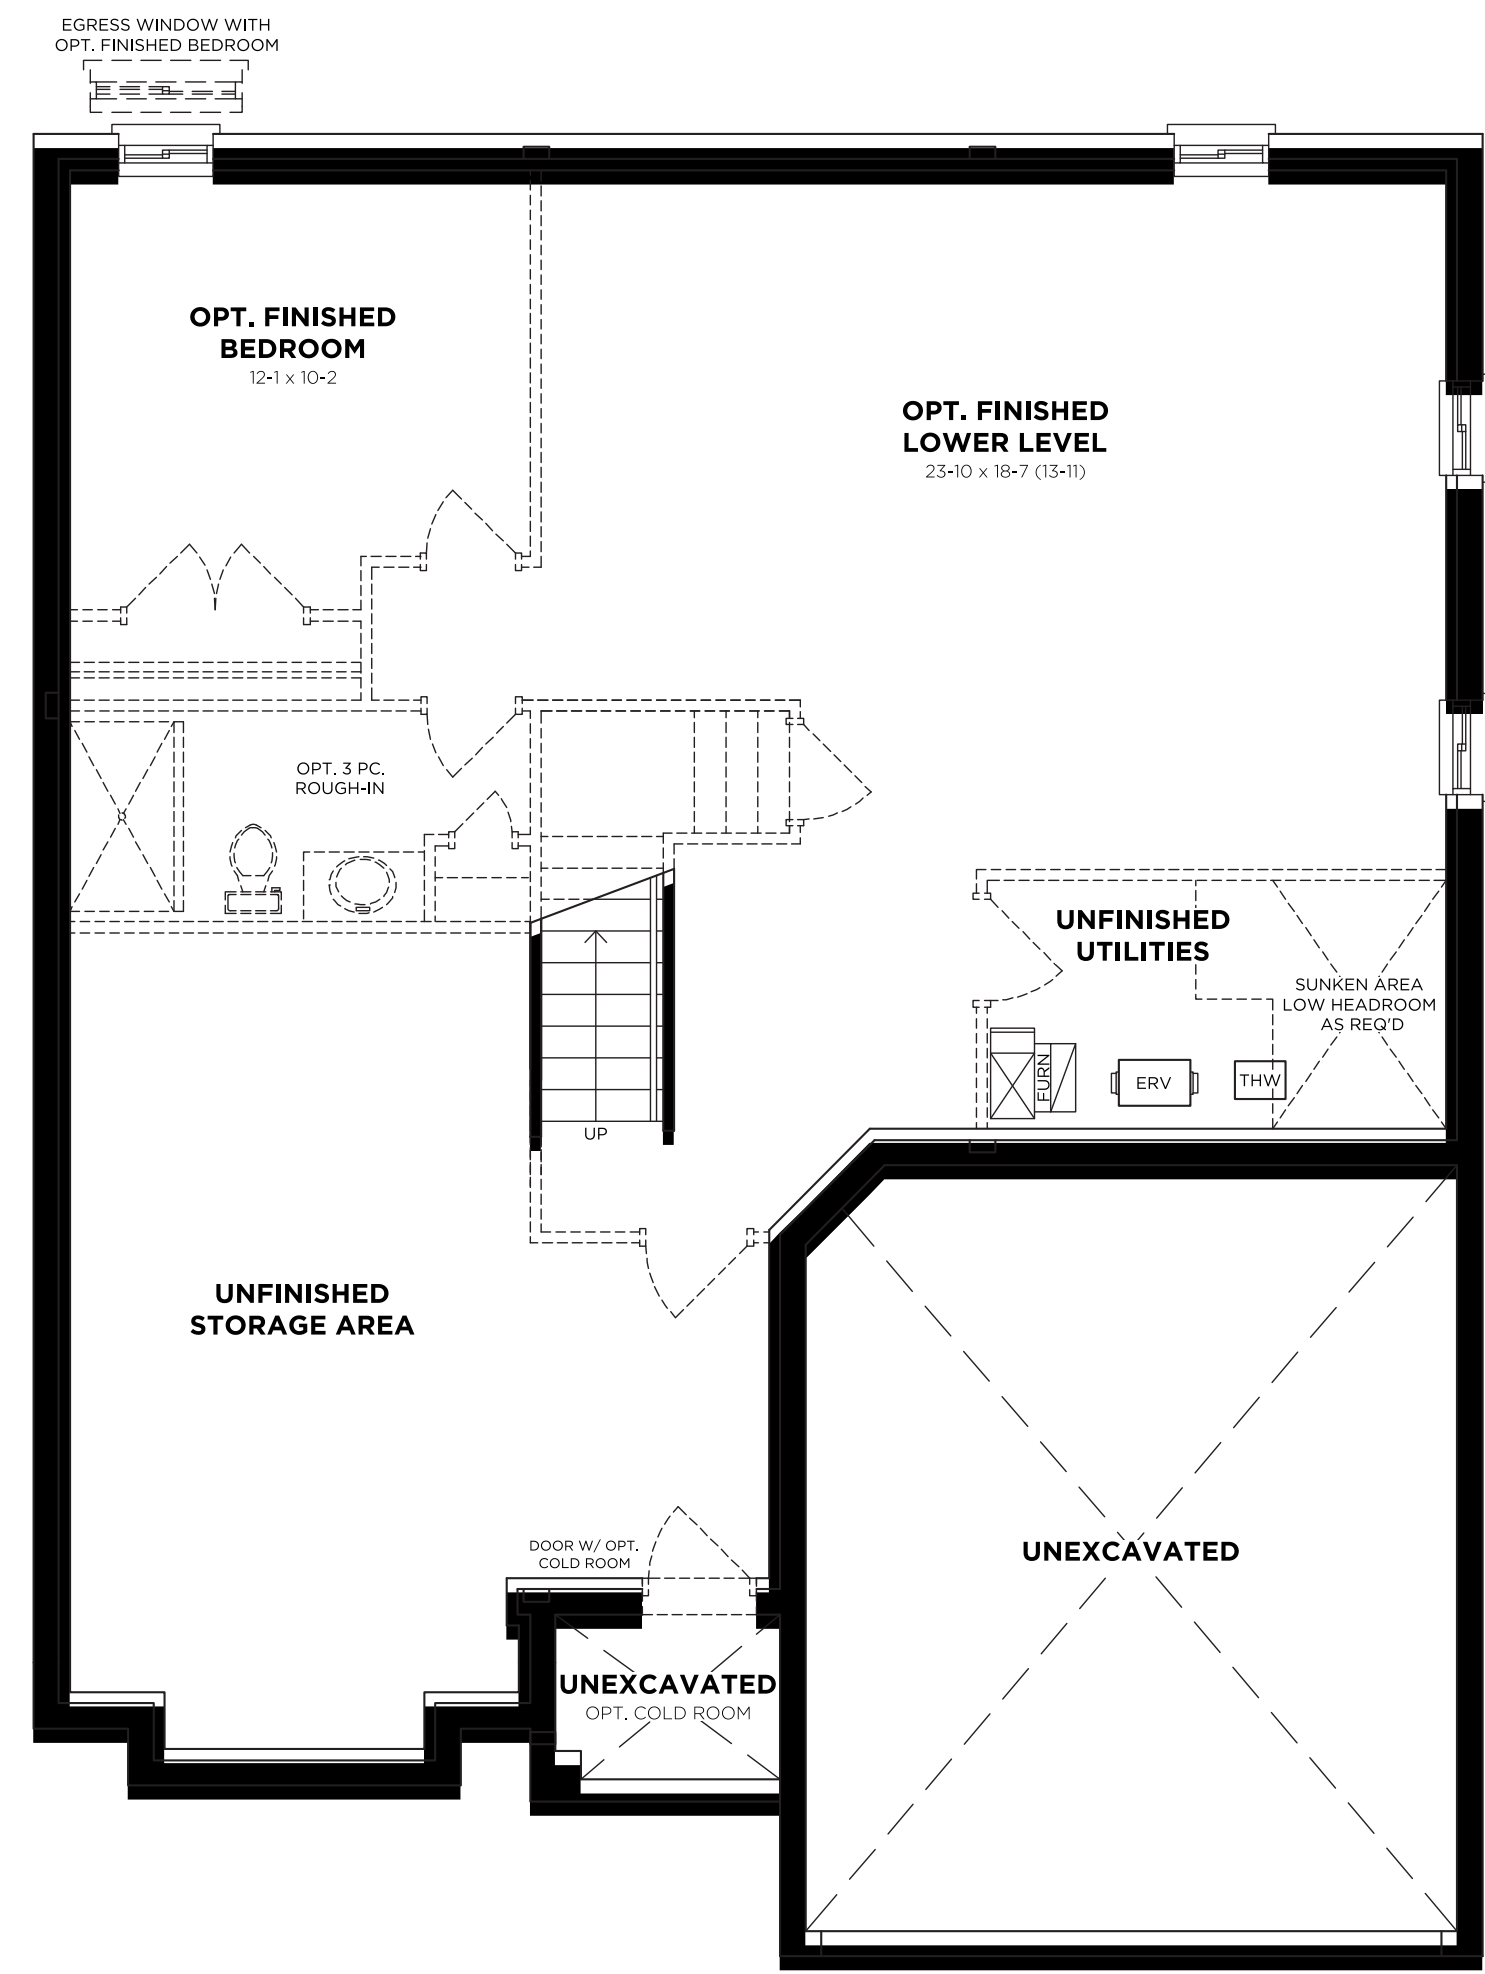 EGRESS WINDOW WITH
OPT. FINISHED BEDROOM
OPT. FINISHED
BEDROOM
12-1 x 10-2
OPT. FINISHED
LOWER LEVEL
23-10 x 18-7 (13-11)
OPT. 3 PC.
ROUGH-IN
UNFINISHED
UTILITIES
SUNKEN AREA
LOW HEADROOM
AS REQ'D
FURN
ERV
THW
UP
UNFINISHED
STORAGE AREA
DOOR W/ OPT.
COLD ROOM
UNEXCAVATED
UNEXCAVATED
OPT. COLD ROOM